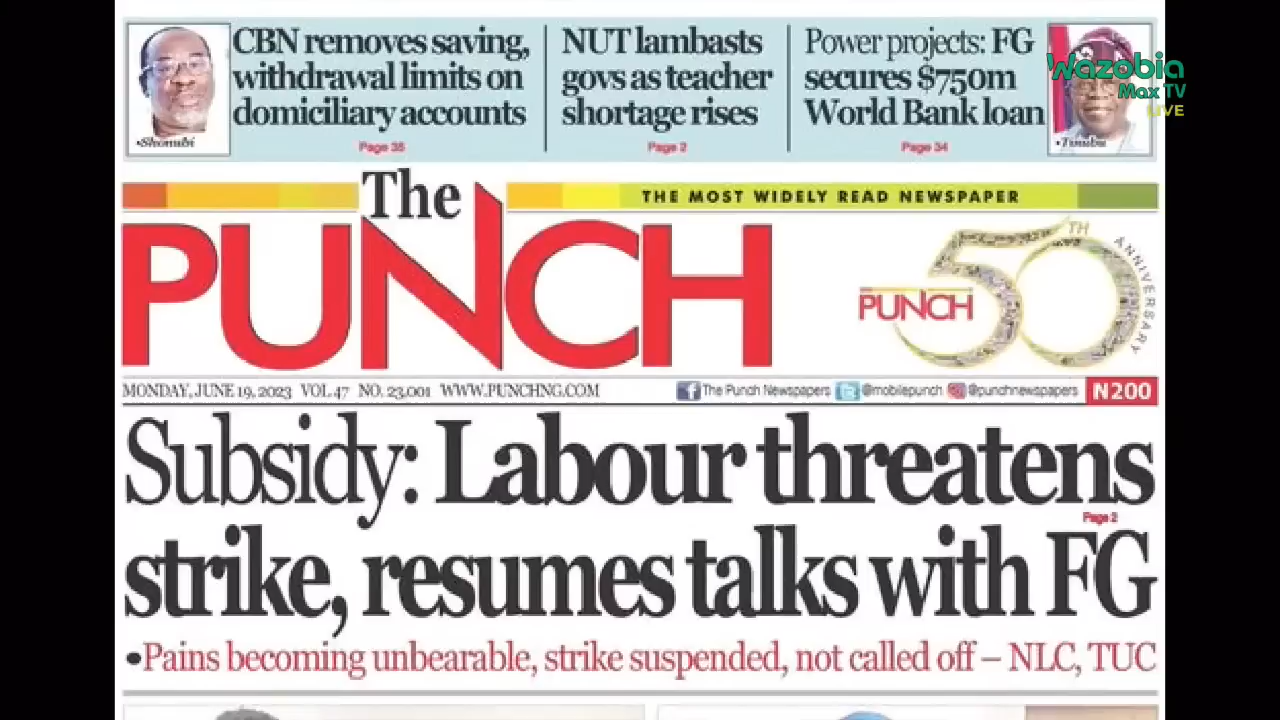 CBN removes saving,
withdrawal limits on
domiciliary accounts
Page 35
•Shonubi
NUT lambasts
govs as teacher
shortage rises
Page 2
Power projects: FG
secures $750m
World Bank loan
Page 34
•Tinubu
Wazobia
Max TV
LIVE
The
PUNCH
THE MOST WIDELY READ NEWSPAPER
PUNCH 50TH ANNIVERSARY
MONDAY, JUNE 19, 2023 VOL. 47 NO. 23,001 WWW.PUNCHNG.COM The Punch Newspapers @mobilepunch @punchnewspapers N200
Subsidy: Labour threatens
Page 2
strike, resumes talks with FG
•Pains becoming unbearable, strike suspended, not called off – NLC, TUC